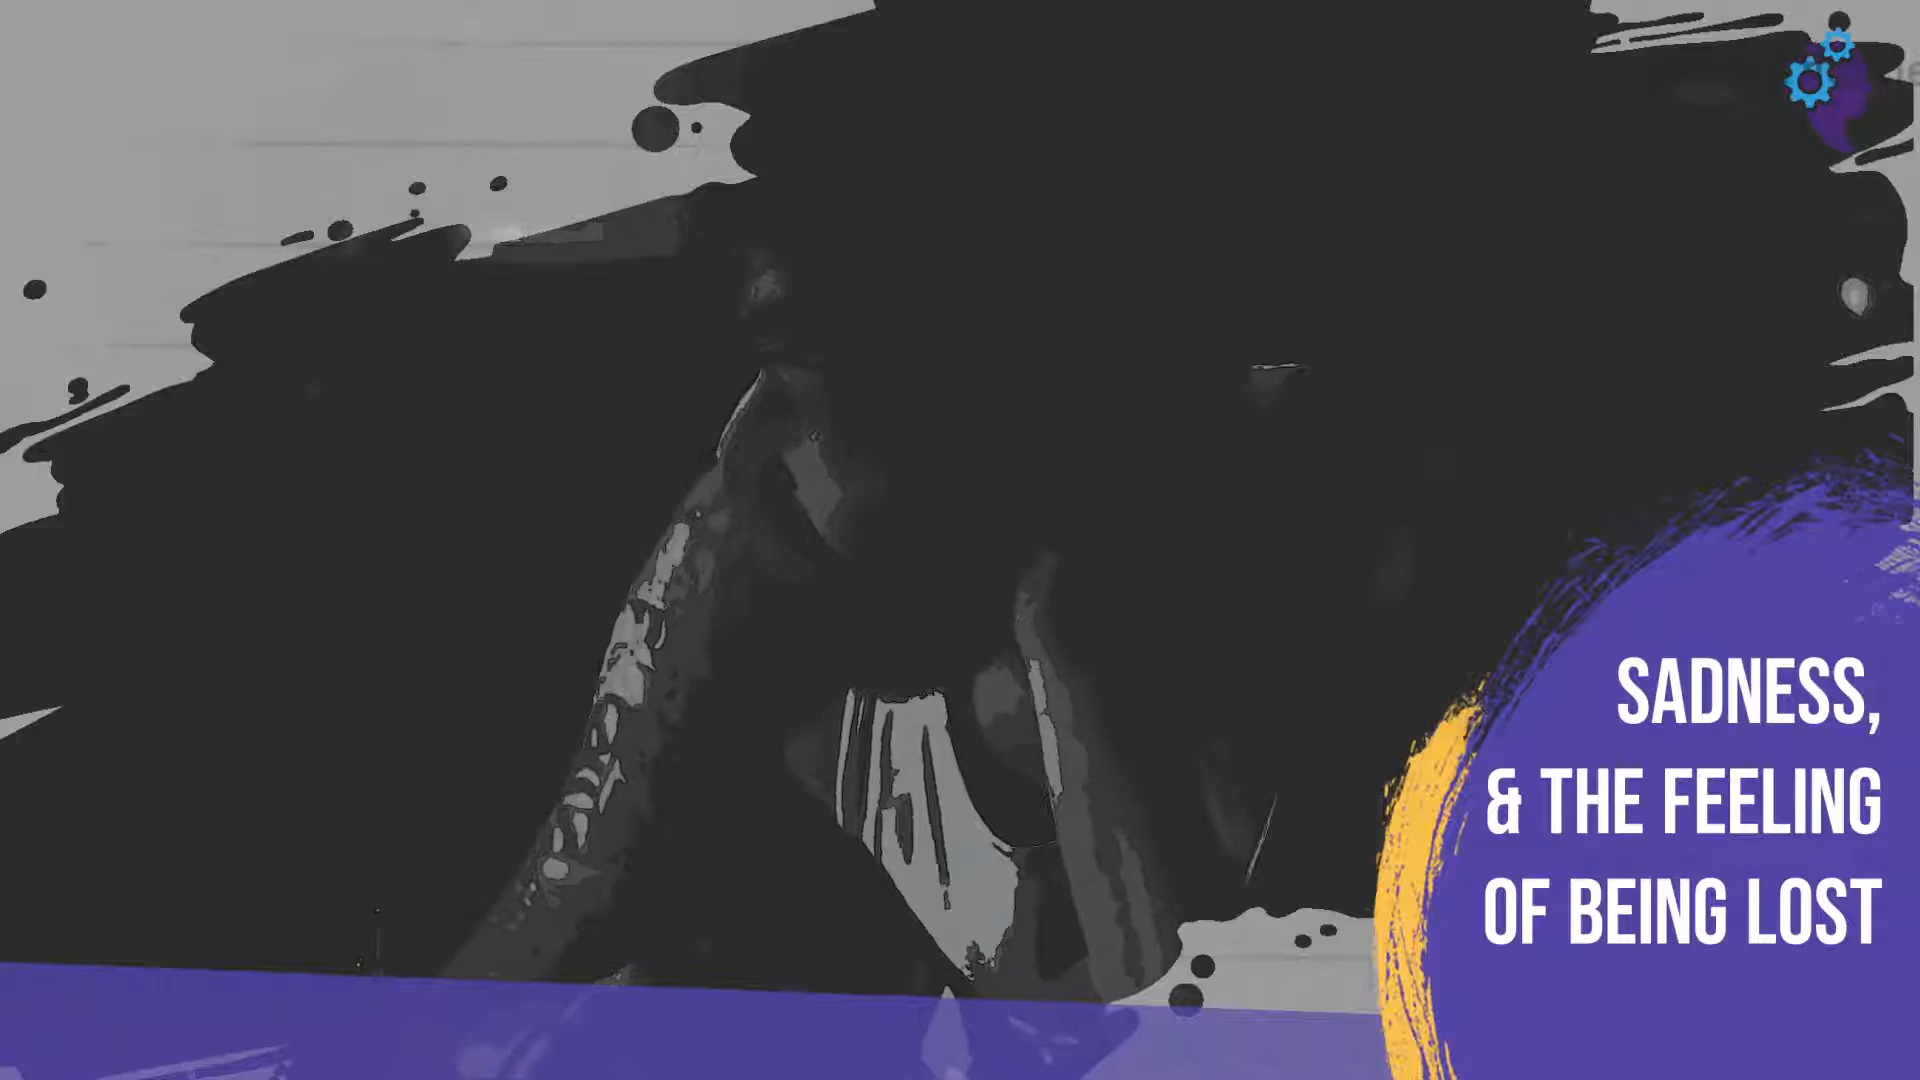 SADNESS,
& THE FEELING
OF BEING LOST